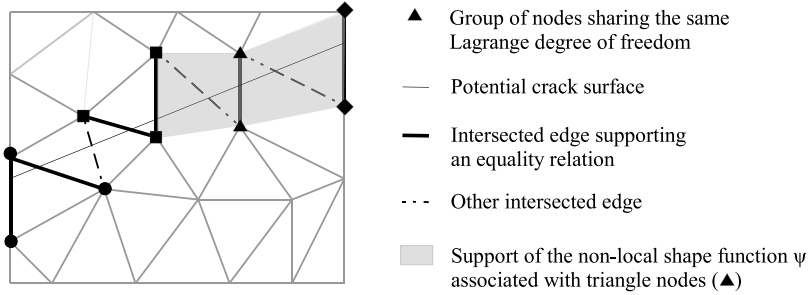 Group of nodes sharing the same
Lagrange degree of freedom
Potential crack surface
Intersected edge supporting
an equality relation
Other intersected edge
Support of the non-local shape function ψ
associated with triangle nodes (▲)